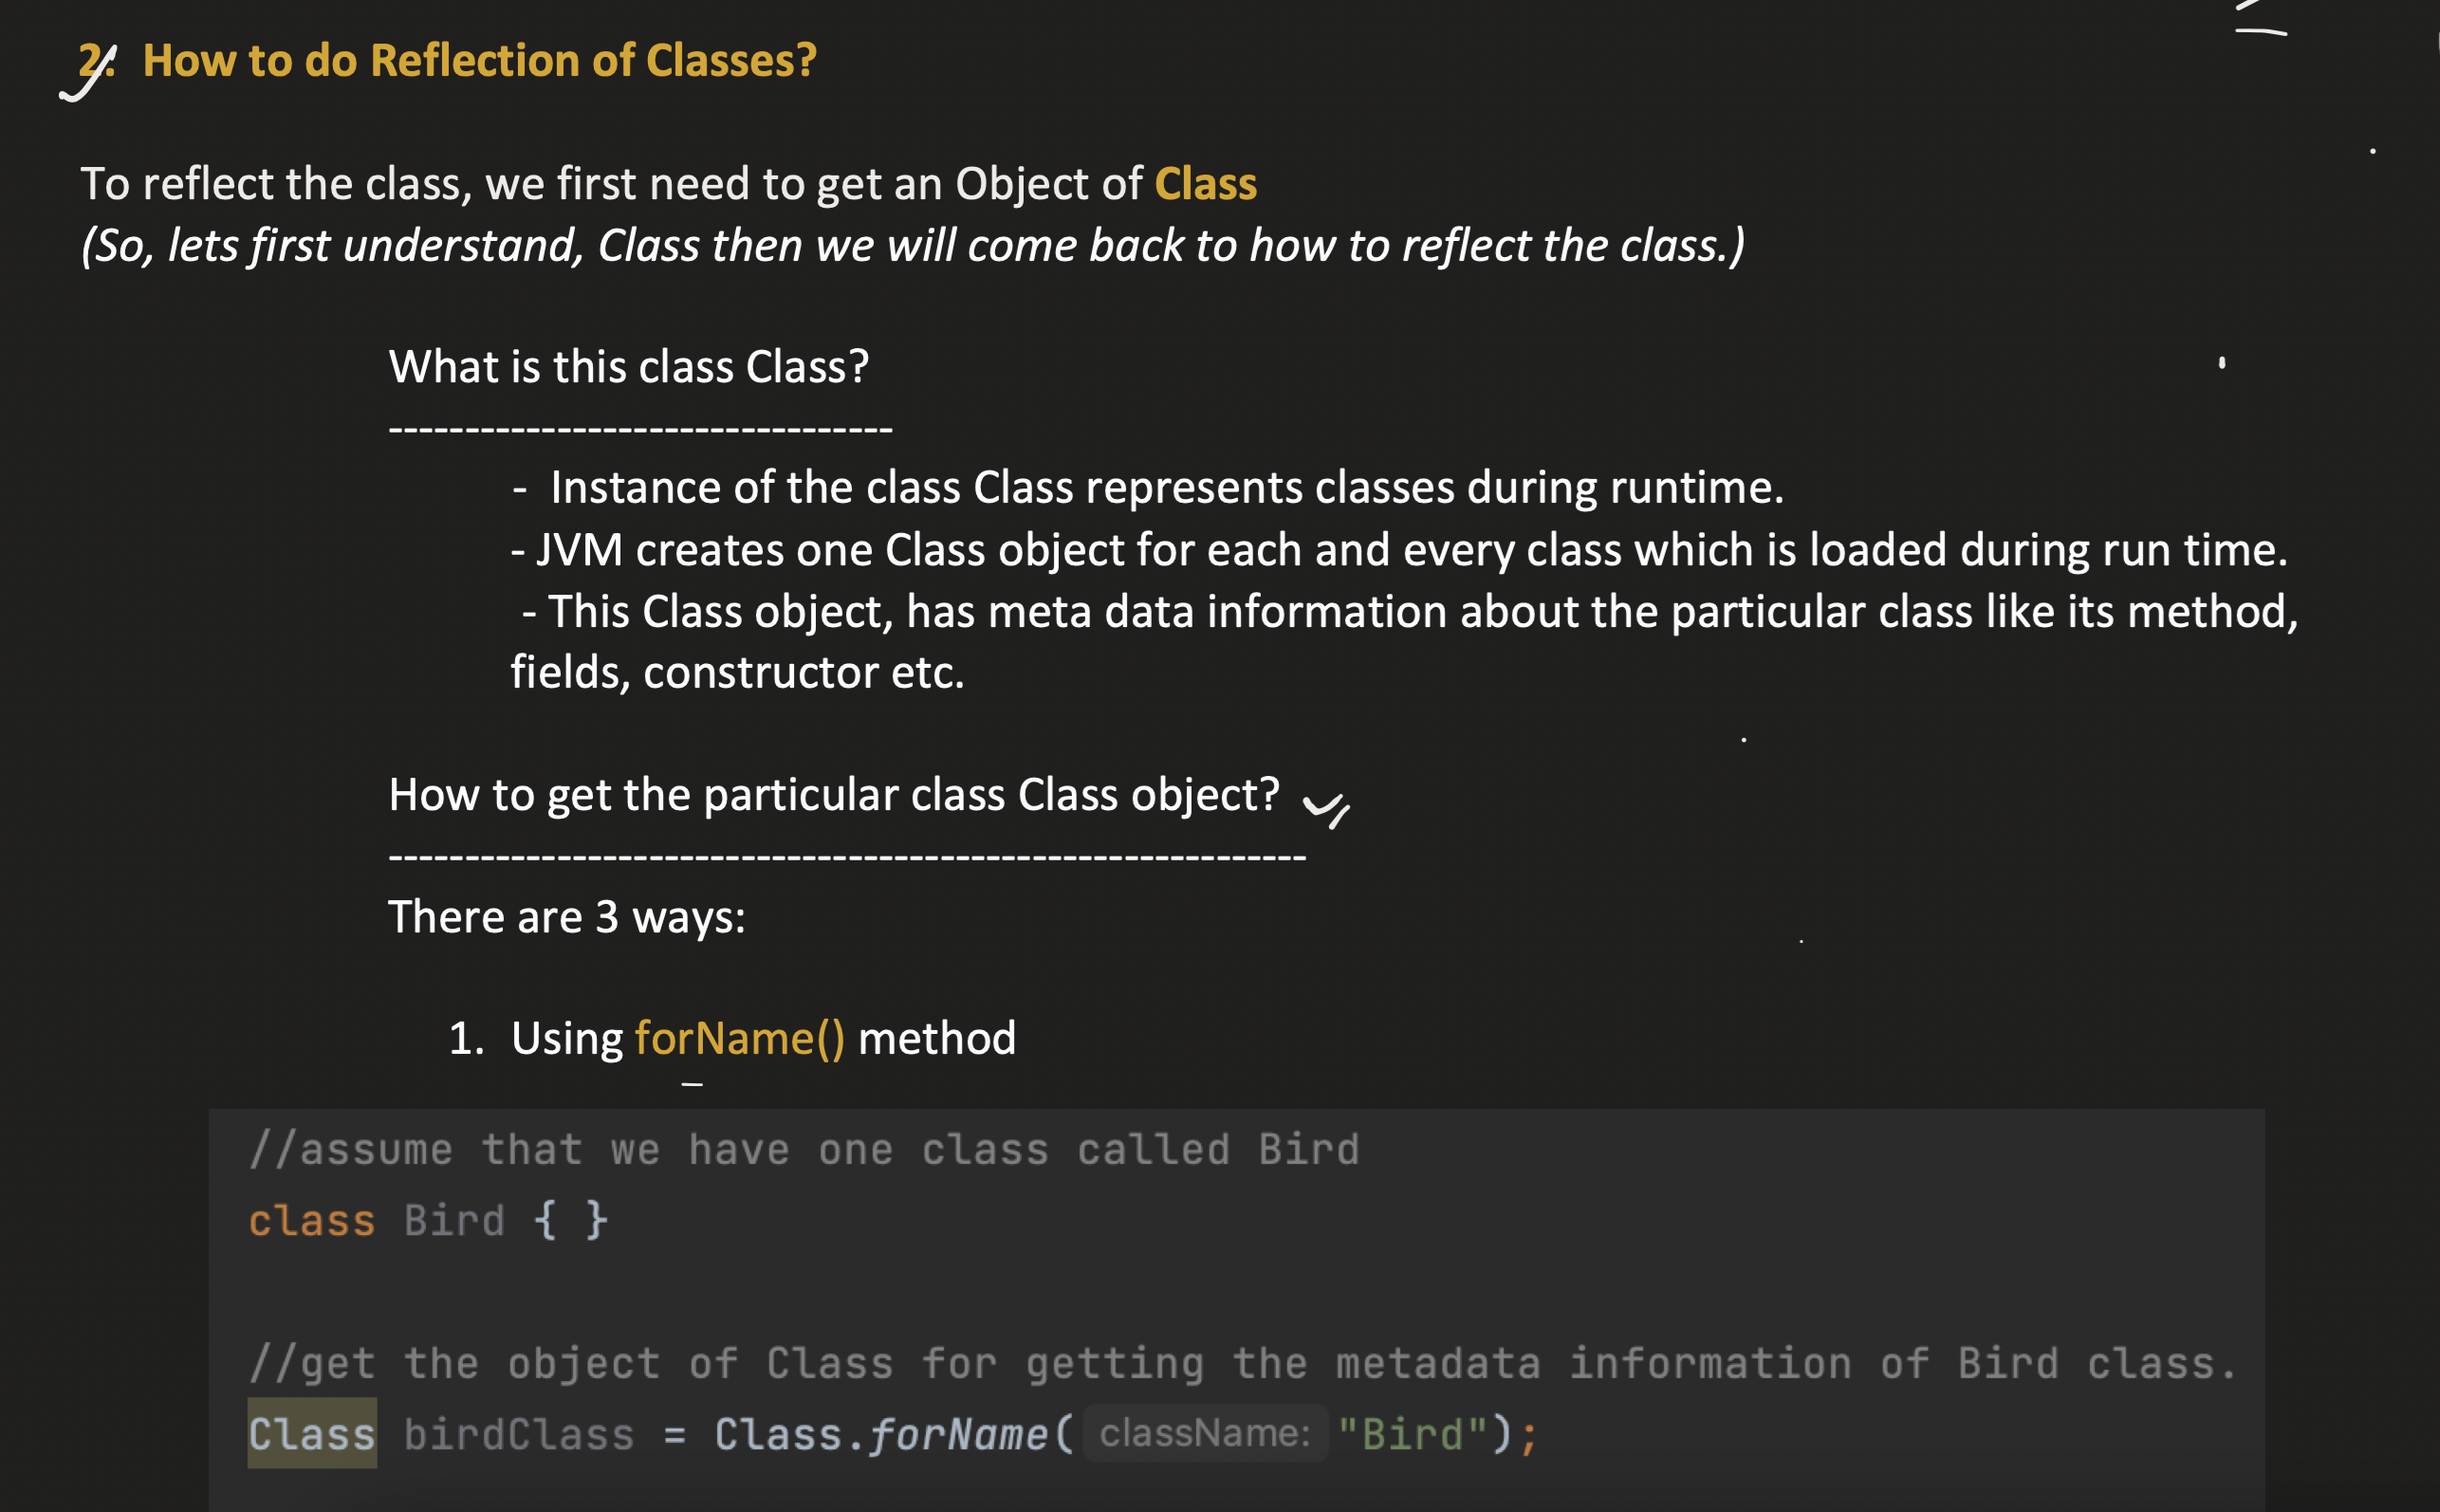 2. How to do Reflection of Classes?
To reflect the class, we first need to get an Object of Class
(So, lets first understand, Class then we will come back to how to reflect the class.)
What is this class Class?
---------------------------------
- Instance of the class Class represents classes during runtime.
- JVM creates one Class object for each and every class which is loaded during run time.
- This Class object, has meta data information about the particular class like its method,
fields, constructor etc.
How to get the particular class Class object?
------------------------------------------------------------
There are 3 ways:
1. Using forName() method
//assume that we have one class called Bird
class Bird { }
//get the object of Class for getting the metadata information of Bird class.
Class birdClass = Class.forName( className: "Bird");